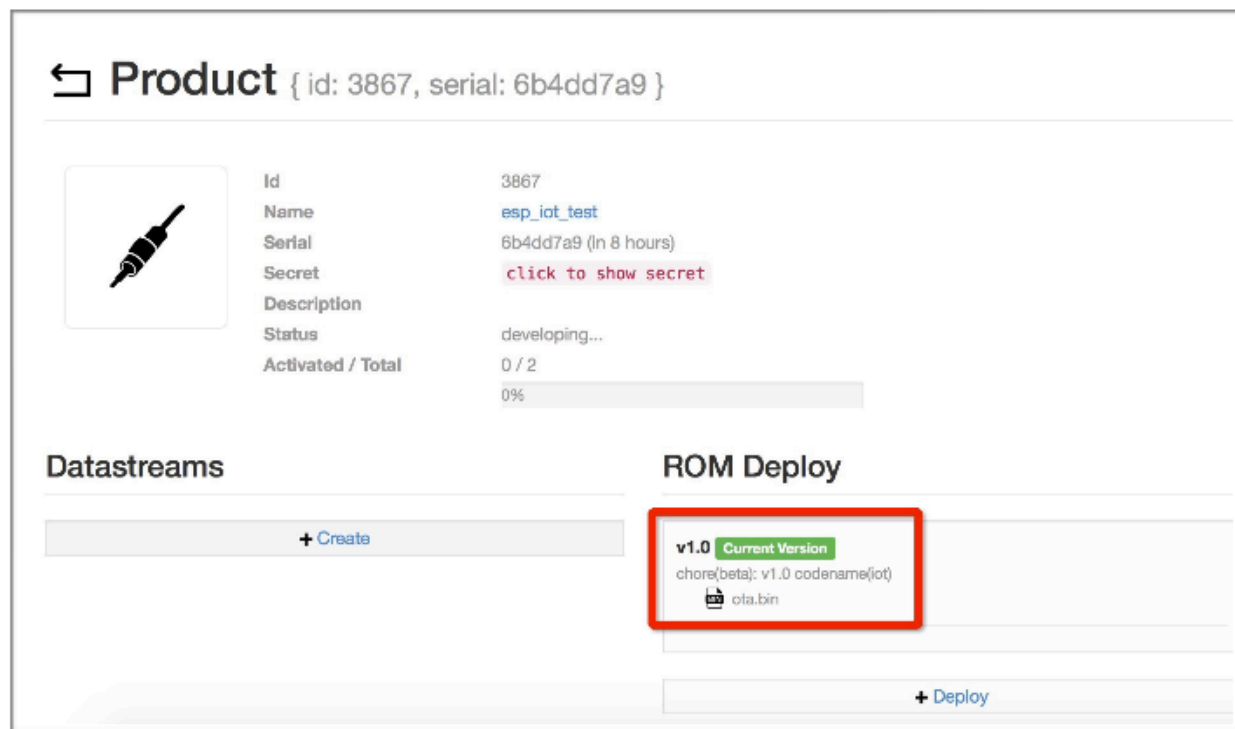 Product { id: 3867, serial: 6b4dd7a9 }
Id 3867
Name esp_iot_test
Serial 6b4dd7a9 (in 8 hours)
Secret click to show secret
Description
Status developing...
Activated / Total 0 / 2
0%
Datastreams
+ Create
ROM Deploy
v1.0 Current Version
chore(beta): v1.0 codename(iot)
ota.bin
+ Deploy